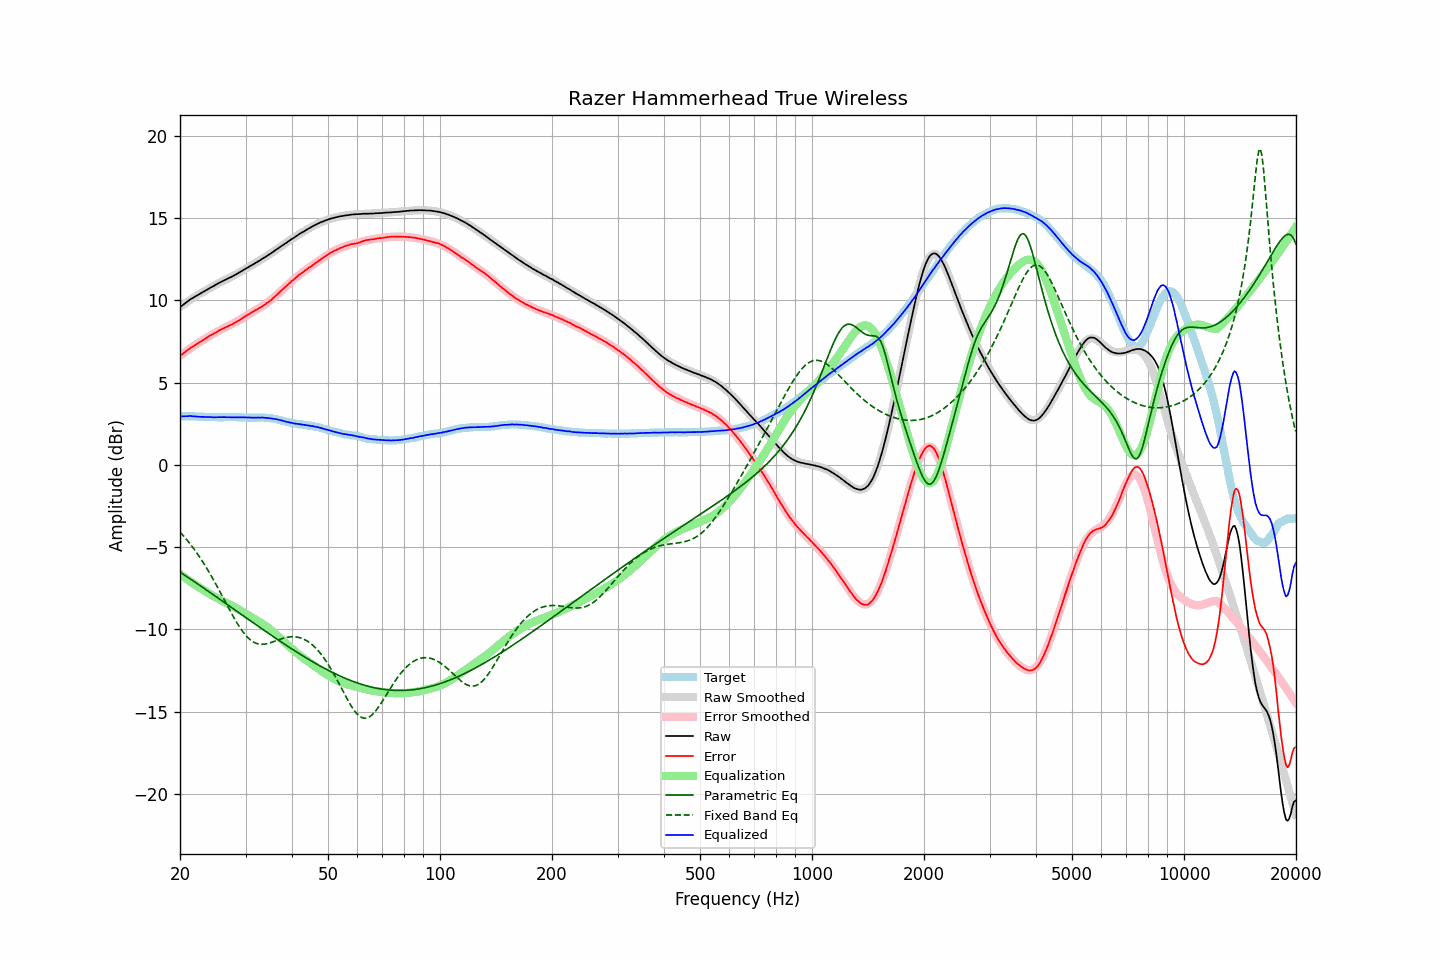 Razer Hammerhead True Wireless
Amplitude (dBr)
20
15
10
5
0
−5
−10
−15
−20
Target
Raw Smoothed
Error Smoothed
Raw
Error
Equalization
Parametric Eq
Fixed Band Eq
Equalized
20 50 100 200 500 1000 2000 5000 10000 20000
Frequency (Hz)